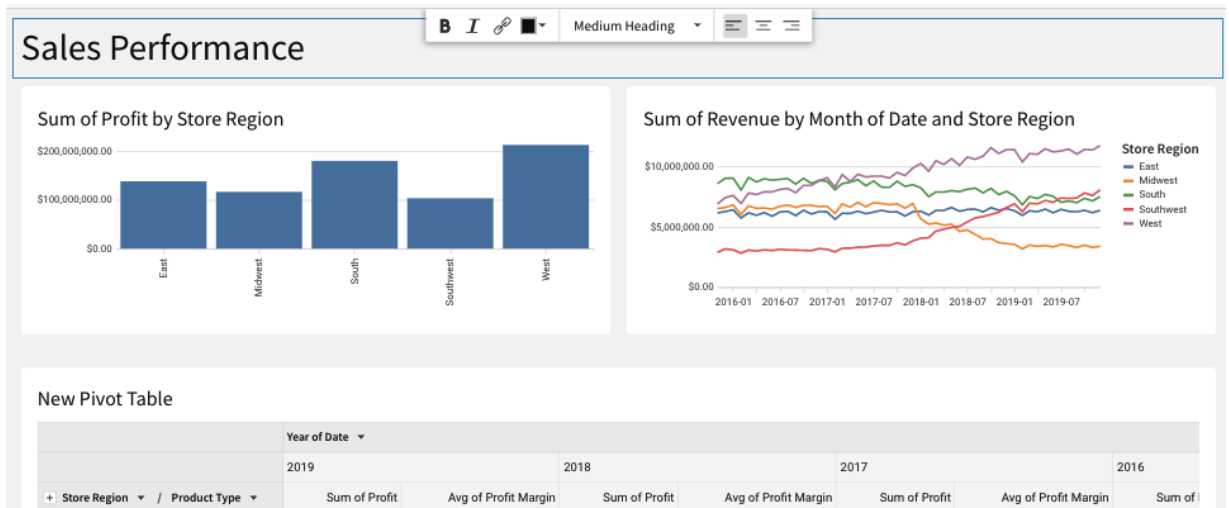 B I Medium Heading
Sales Performance
Sum of Profit by Store Region
$200,000,000.00
$100,000,000.00
$0.00
East
Midwest
South
Southwest
West
Sum of Revenue by Month of Date and Store Region
$10,000,000.00
$5,000,000.00
$0.00
2016-01 2016-07 2017-01 2017-07 2018-01 2018-07 2019-01 2019-07
Store Region
East
Midwest
South
Southwest
West
New Pivot Table
Year of Date
2019 2018 2017 2016
+ Store Region / Product Type Sum of Profit Avg of Profit Margin Sum of Profit Avg of Profit Margin Sum of Profit Avg of Profit Margin Sum of